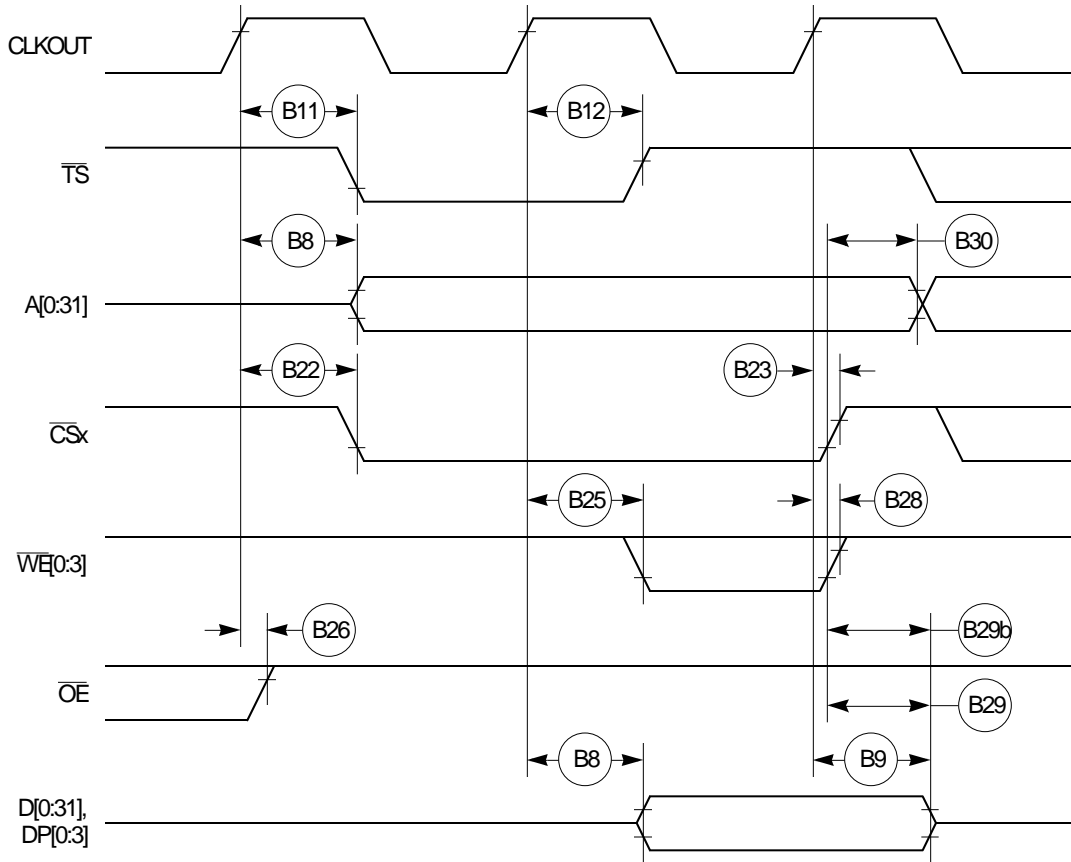 CLKOUT
B11
B12
TS
B8
B30
A[0:31]
B22
B23
CSx
B25
B28
WE[0:3]
B26
B29b
OE
B29
B8
B9
D[0:31],
DP[0:3]